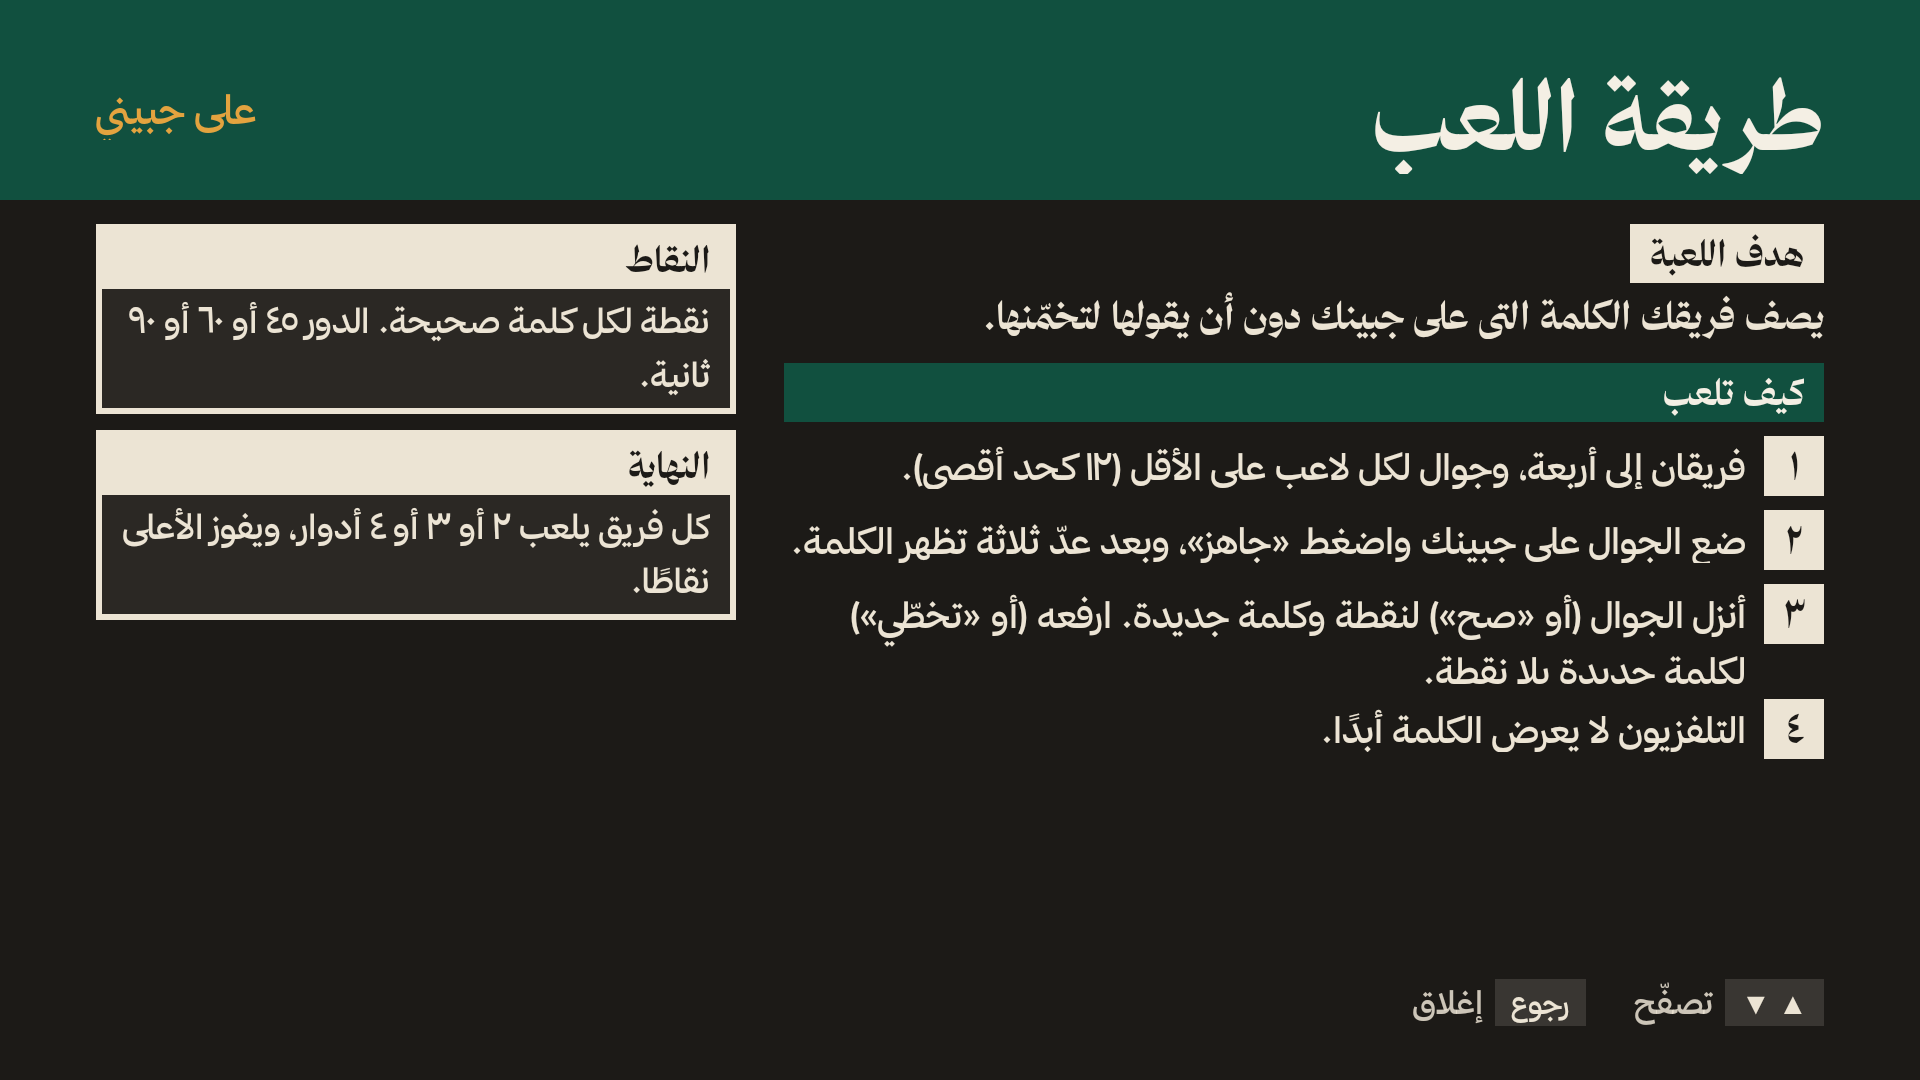 طريقة اللعب
على جبيني
هدف اللعبة
يصف فريقك الكلمة التي على جبينك دون أن يقولها لتخمّنها.
كيف تلعب
١ فريقان إلى أربعة، وجوال لكل لاعب على الأقل (١٢ كحد أقصى).
٢ ضع الجوال على جبينك واضغط «جاهز»، وبعد عدّ ثلاثة تظهر الكلمة.
٣ أنزل الجوال (أو «صح») لنقطة وكلمة جديدة. ارفعه (أو «تخطّي»)
لكلمة جديدة بلا نقطة.
٤ التلفزيون لا يعرض الكلمة أبدًا.
النقاط
نقطة لكل كلمة صحيحة. الدور ٤٥ أو ٦٠ أو ٩٠
ثانية.
النهاية
كل فريق يلعب ٢ أو ٣ أو ٤ أدوار، ويفوز الأعلى
نقاطًا.
▲ ▼ تصفّح رجوع إغلاق